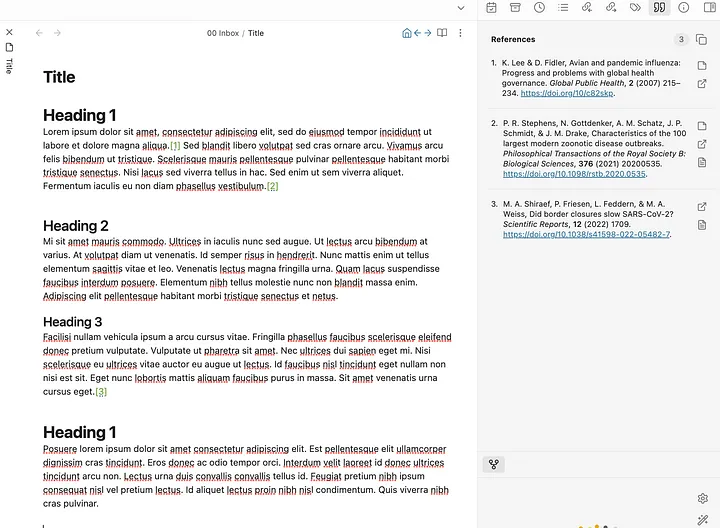 00 Inbox / Title
Title
Title
Heading 1
Lorem ipsum dolor sit amet, consectetur adipiscing elit, sed do eiusmod tempor incididunt ut
labore et dolore magna aliqua.[1] Sed blandit libero volutpat sed cras ornare arcu. Vivamus arcu
felis bibendum ut tristique. Scelerisque mauris pellentesque pulvinar pellentesque habitant morbi
tristique senectus. Nisi lacus sed viverra tellus in hac. Sed enim ut sem viverra aliquet.
Fermentum iaculis eu non diam phasellus vestibulum.[2]
Heading 2
Mi sit amet mauris commodo. Ultrices in iaculis nunc sed augue. Ut lectus arcu bibendum at
varius. At volutpat diam ut venenatis. Id semper risus in hendrerit. Nunc mattis enim ut tellus
elementum sagittis vitae et leo. Venenatis lectus magna fringilla urna. Quam lacus suspendisse
faucibus interdum posuere. Elementum nibh tellus molestie nunc non blandit massa enim.
Adipiscing elit pellentesque habitant morbi tristique senectus et netus.
Heading 3
Facilisi nullam vehicula ipsum a arcu cursus vitae. Fringilla phasellus faucibus scelerisque eleifend
donec pretium vulputate. Vulputate ut pharetra sit amet. Nec ultrices dui sapien eget mi. Nisi
scelerisque eu ultrices vitae auctor eu augue ut lectus. Id faucibus nisl tincidunt eget nullam non
nisi est sit. Eget nunc lobortis mattis aliquam faucibus purus in massa. Sit amet venenatis urna
cursus eget.[3]
Heading 1
Posuere lorem ipsum dolor sit amet consectetur adipiscing elit. Est pellentesque elit ullamcorper
dignissim cras tincidunt. Eros donec ac odio tempor orci. Interdum velit laoreet id donec ultrices
tincidunt arcu non. Lectus urna duis convallis convallis tellus id. Feugiat pretium nibh ipsum
consequat nisl vel pretium lectus. Id aliquet lectus proin nibh nisl condimentum. Quis viverra nibh
cras pulvinar.
References
3
1. K. Lee & D. Fidler, Avian and pandemic influenza:
Progress and problems with global health
governance. Global Public Health, 2 (2007) 215–
234. https://doi.org/10/c82skp.
2. P. R. Stephens, N. Gottdenker, A. M. Schatz, J. P.
Schmidt, & J. M. Drake, Characteristics of the 100
largest modern zoonotic disease outbreaks.
Philosophical Transactions of the Royal Society B:
Biological Sciences, 376 (2021) 20200535.
https://doi.org/10.1098/rstb.2020.0535.
3. M. A. Shiraef, P. Friesen, L. Feddern, & M. A.
Weiss, Did border closures slow SARS-CoV-2?
Scientific Reports, 12 (2022) 1709.
https://doi.org/10.1038/s41598-022-05482-7.